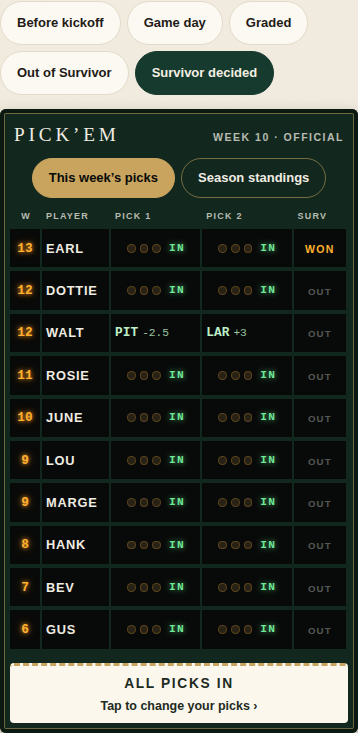 Before kickoff Game day Graded
Out of Survivor Survivor decided
PICK’EM WEEK 10 · OFFICIAL
This week’s picks Season standings
W PLAYER PICK 1 PICK 2 SURV
13 EARL IN IN WON
12 DOTTIE IN IN OUT
12 WALT PIT -2.5 LAR +3 OUT
11 ROSIE IN IN OUT
10 JUNE IN IN OUT
9 LOU IN IN OUT
9 MARGE IN IN OUT
8 HANK IN IN OUT
7 BEV IN IN OUT
6 GUS IN IN OUT
ALL PICKS IN
Tap to change your picks ›